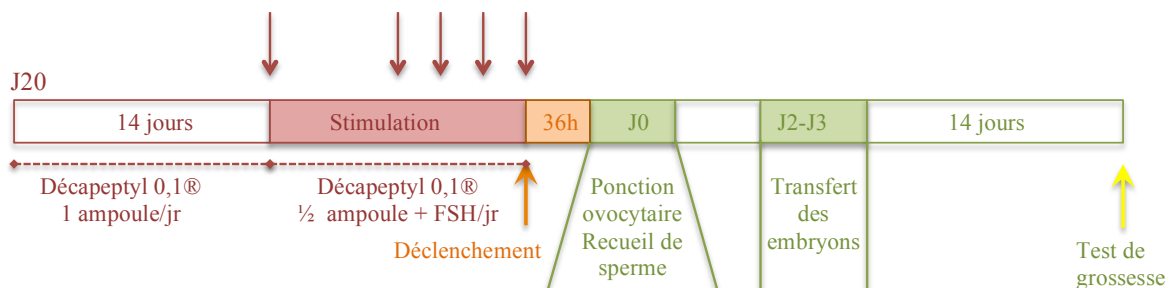 J20
14 jours
Stimulation
36h
J0
J2-J3
14 jours
Décapeptyl 0,1®
1 ampoule/jr
Décapeptyl 0,1®
½ ampoule + FSH/jr
Déclenchement
Ponction
ovocytaire
Recueil de
sperme
Transfert
des
embryons
Test de
grossesse